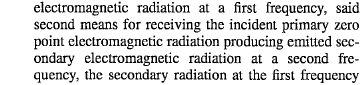 electromagnetic radiation at a first frequency, said
second means for receiving the incident primary zero
point electromagnetic radiation producing emitted sec-
ondary electromagnetic radiation at a second fre-
quency, the secondary radiation at the first frequency